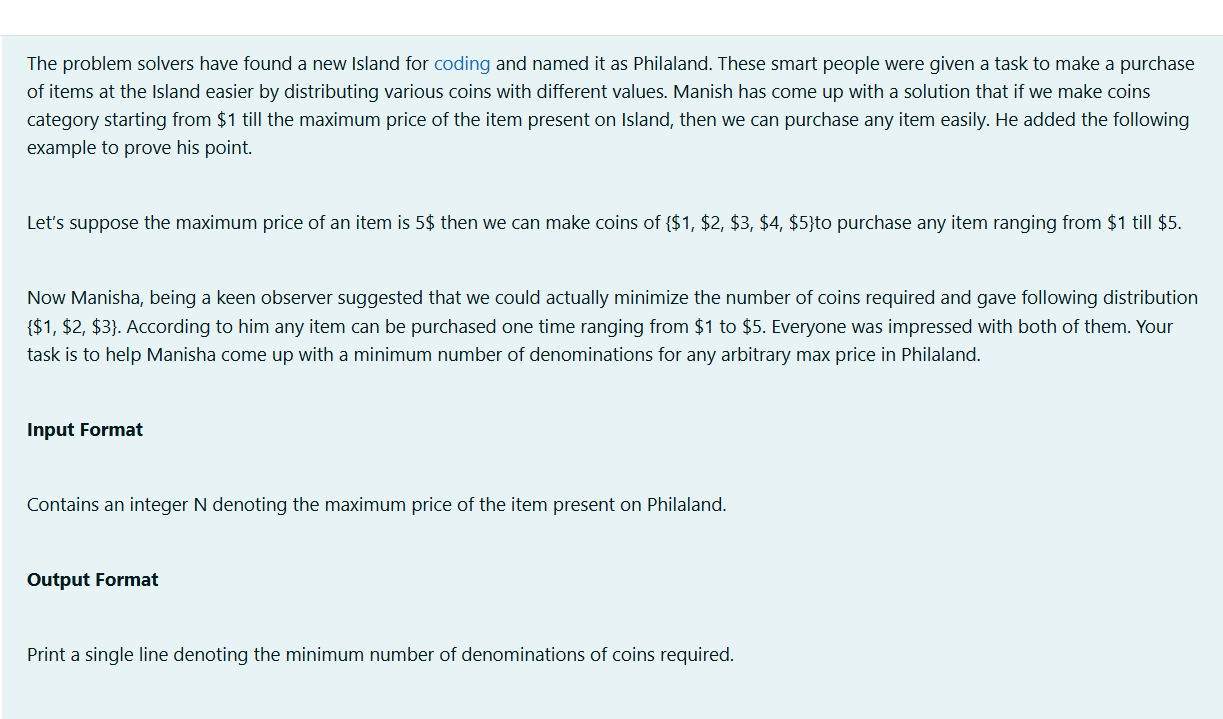 The problem solvers have found a new Island for coding and named it as Philaland. These smart people were given a task to make a purchase
of items at the Island easier by distributing various coins with different values. Manish has come up with a solution that if we make coins
category starting from $1 till the maximum price of the item present on Island, then we can purchase any item easily. He added the following
example to prove his point.
Let's suppose the maximum price of an item is 5$ then we can make coins of {$1, $2, $3, $4, $5}to purchase any item ranging from $1 till $5.
Now Manisha, being a keen observer suggested that we could actually minimize the number of coins required and gave following distribution
{$1, $2, $3}. According to him any item can be purchased one time ranging from $1 to $5. Everyone was impressed with both of them. Your
task is to help Manisha come up with a minimum number of denominations for any arbitrary max price in Philaland.
Input Format
Contains an integer N denoting the maximum price of the item present on Philaland.
Output Format
Print a single line denoting the minimum number of denominations of coins required.